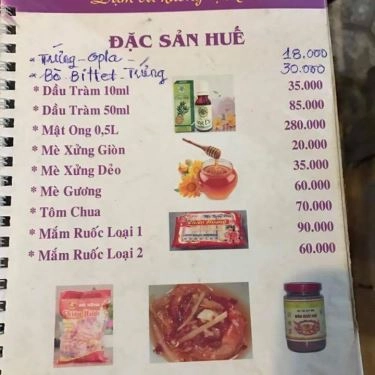 ĐẶC SẢN HUẾ
* Trứng - Opla - 18.000
* Bò Bittet - Trứng 30.000
* Dầu Tràm 10ml 35.000
* Dầu Tràm 50ml 85.000
* Mật Ong 0,5L 280.000
* Mè Xửng Giòn 20.000
* Mè Xửng Dẻo 35.000
* Mè Gương 60.000
* Tôm Chua 70.000
* Mắm Ruốc Loại 1 90.000
* Mắm Ruốc Loại 2 60.000